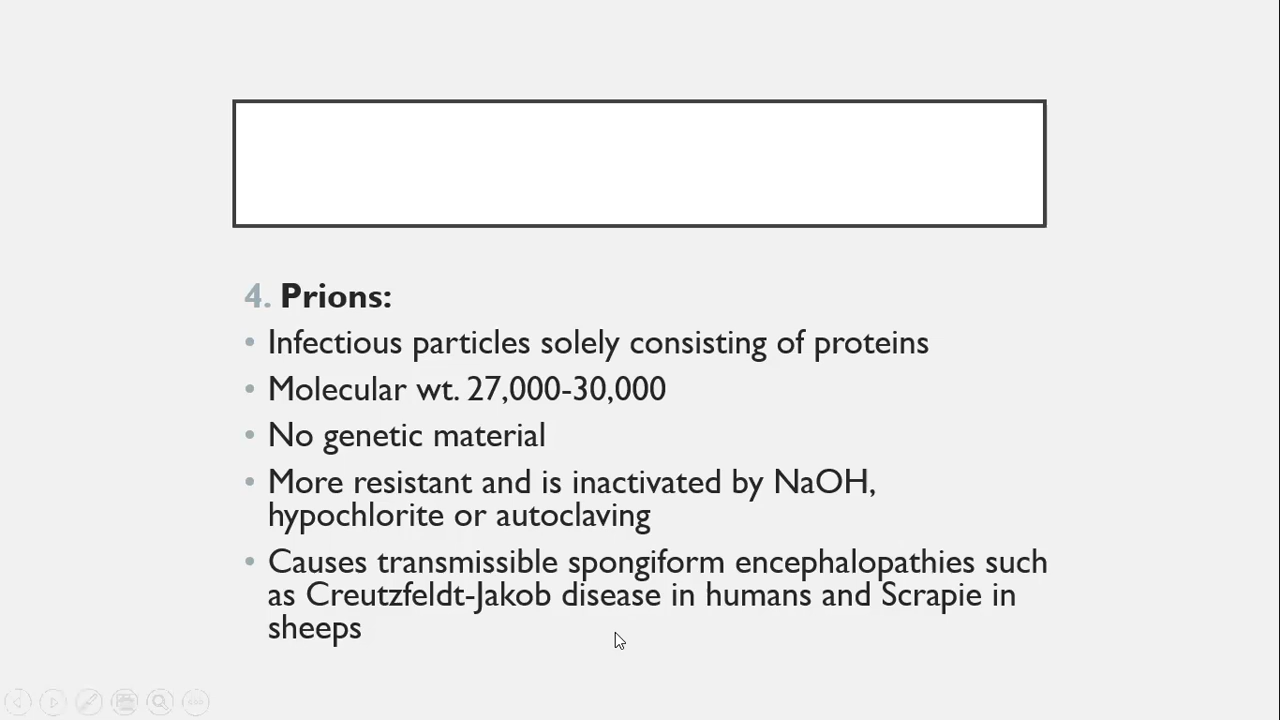 4. Prions:
• Infectious particles solely consisting of proteins
• Molecular wt. 27,000-30,000
• No genetic material
• More resistant and is inactivated by NaOH,
hypochlorite or autoclaving
• Causes transmissible spongiform encephalopathies such
as Creutzfeldt-Jakob disease in humans and Scrapie in
sheeps